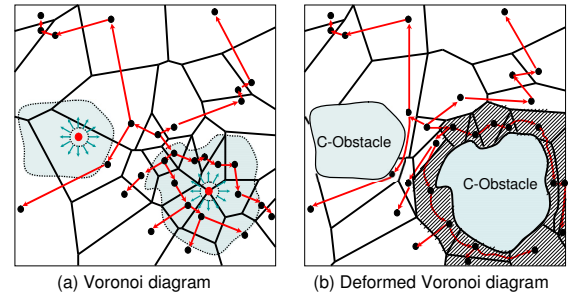 C-Obstacle
C-Obstacle
(a) Voronoi diagram
(b) Deformed Voronoi diagram